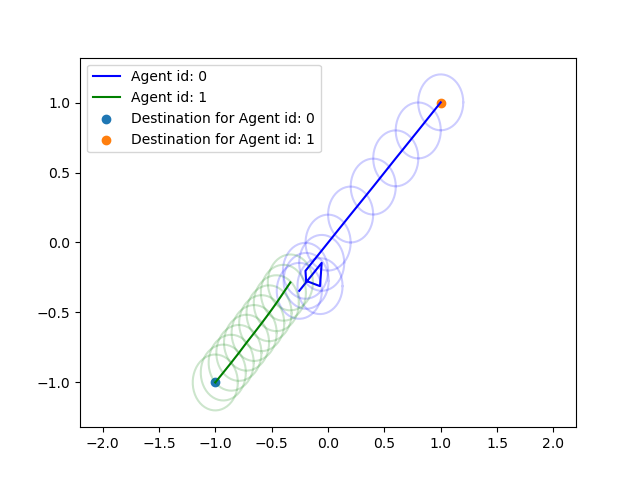 Agent id: 0
Agent id: 1
Destination for Agent id: 0
Destination for Agent id: 1
1.0
0.5
0.0
−0.5
−1.0
−2.0 −1.5 −1.0 −0.5 0.0 0.5 1.0 1.5 2.0